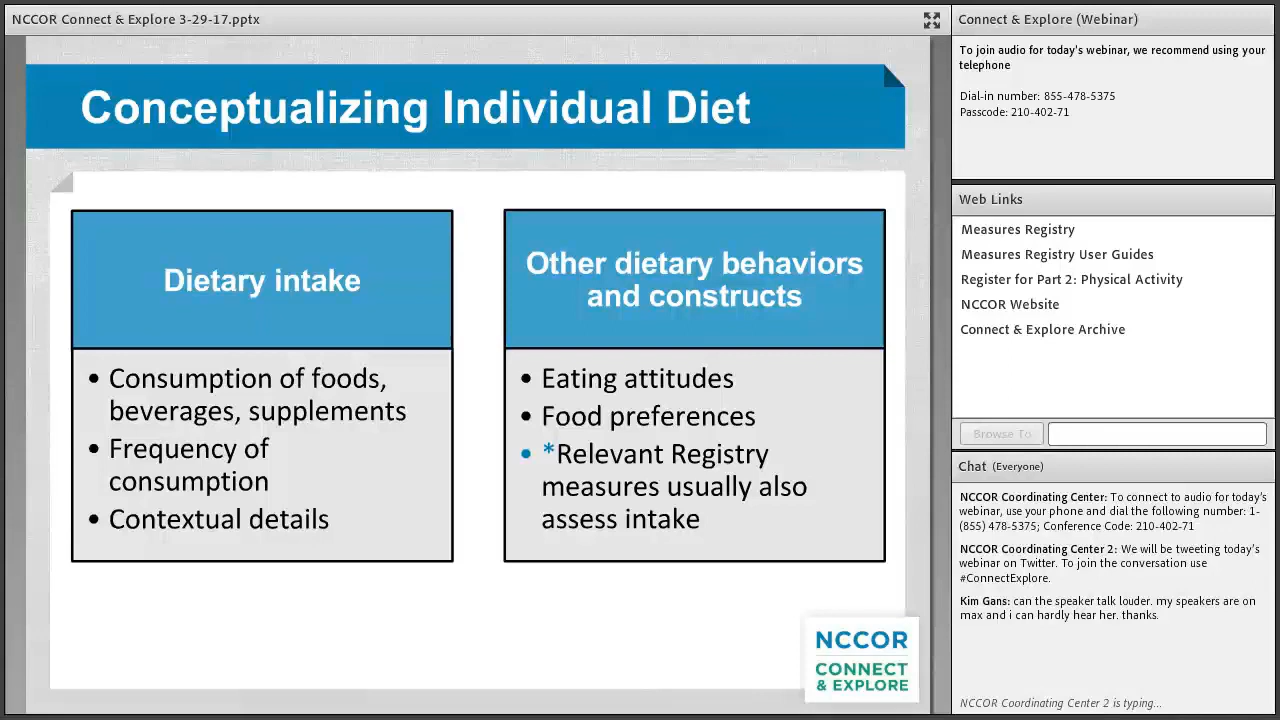 NCCOR Connect & Explore 3-29-17.pptx
Conceptualizing Individual Diet
Dietary intake
• Consumption of foods,
beverages, supplements
• Frequency of
consumption
• Contextual details
Other dietary behaviors
and constructs
• Eating attitudes
• Food preferences
• *Relevant Registry
measures usually also
assess intake
NCCOR
CONNECT
& EXPLORE
Connect & Explore (Webinar)
To join audio for today's webinar, we recommend using your
telephone
Dial-in number: 855-478-5375
Passcode: 210-402-71
Web Links
Measures Registry
Measures Registry User Guides
Register for Part 2: Physical Activity
NCCOR Website
Connect & Explore Archive
Browse To
Chat (Everyone)
NCCOR Coordinating Center: To connect to audio for today's
webinar, use your phone and dial the following number: 1-
(855) 478-5375; Conference Code: 210-402-71
NCCOR Coordinating Center 2: We will be tweeting today's
webinar on Twitter. To join the conversation use
#ConnectExplore.
Kim Gans: can the speaker talk louder. my speakers are on
max and i can hardly hear her. thanks.
NCCOR Coordinating Center 2 is typing...